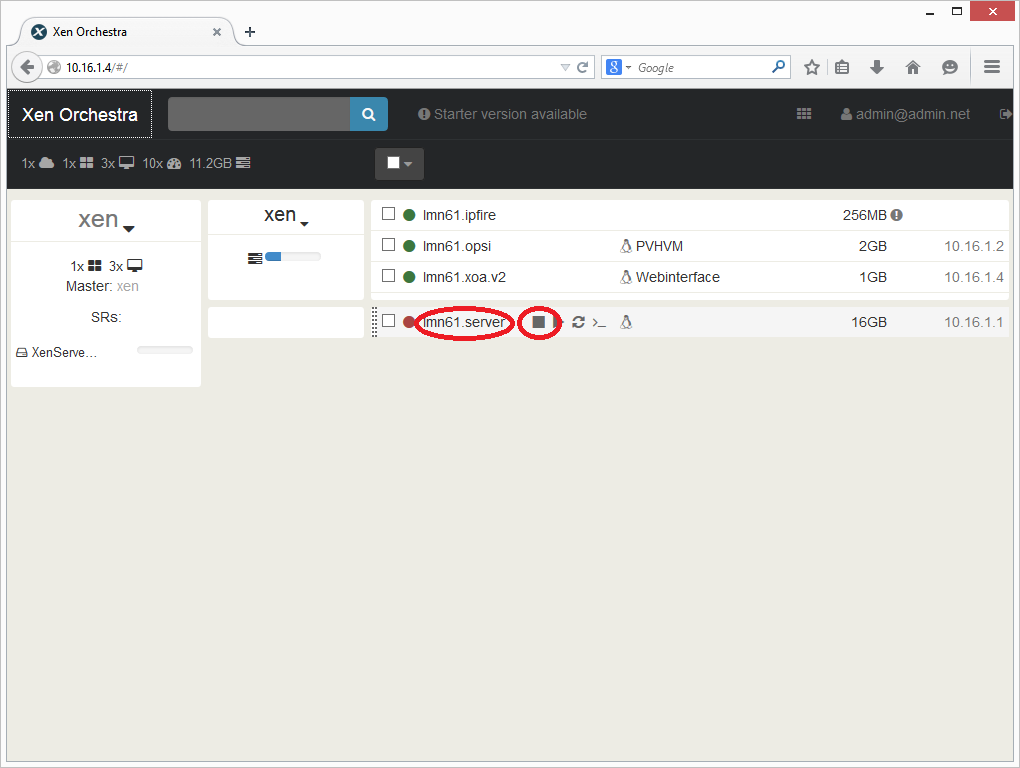 Xen Orchestra
10.16.1.4/#/
Google
Xen Orchestra
Starter version available
admin@admin.net
1x 1x 3x 10x 11.2GB
xen
1x 3x
Master: xen
SRs:
XenServe...
xen
lmn61.ipfire 256MB
lmn61.opsi PVHVM 2GB 10.16.1.2
lmn61.xoa.v2 Webinterface 1GB 10.16.1.4
lmn61.server 16GB 10.16.1.1